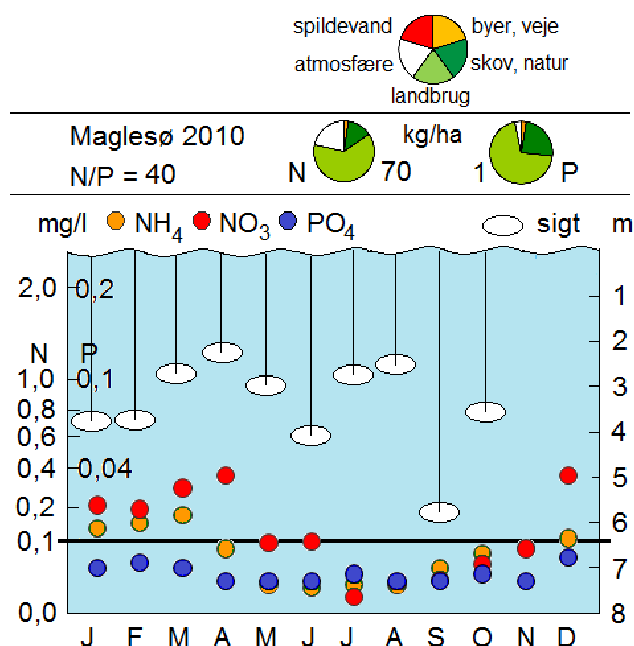 spildevand byer, veje
atmosfære skov, natur
landbrug
Maglesø 2010 kg/ha
N/P = 40 N 70 1 P
mg/l NH4 NO3 PO4 sigt m
2,0 0,2 1
2
N P
1,0 0,1 3
0,8
0,6 4
0,4 0,04 5
0,2 6
0,1
7
0,0 8
J F M A M J J A S O N D